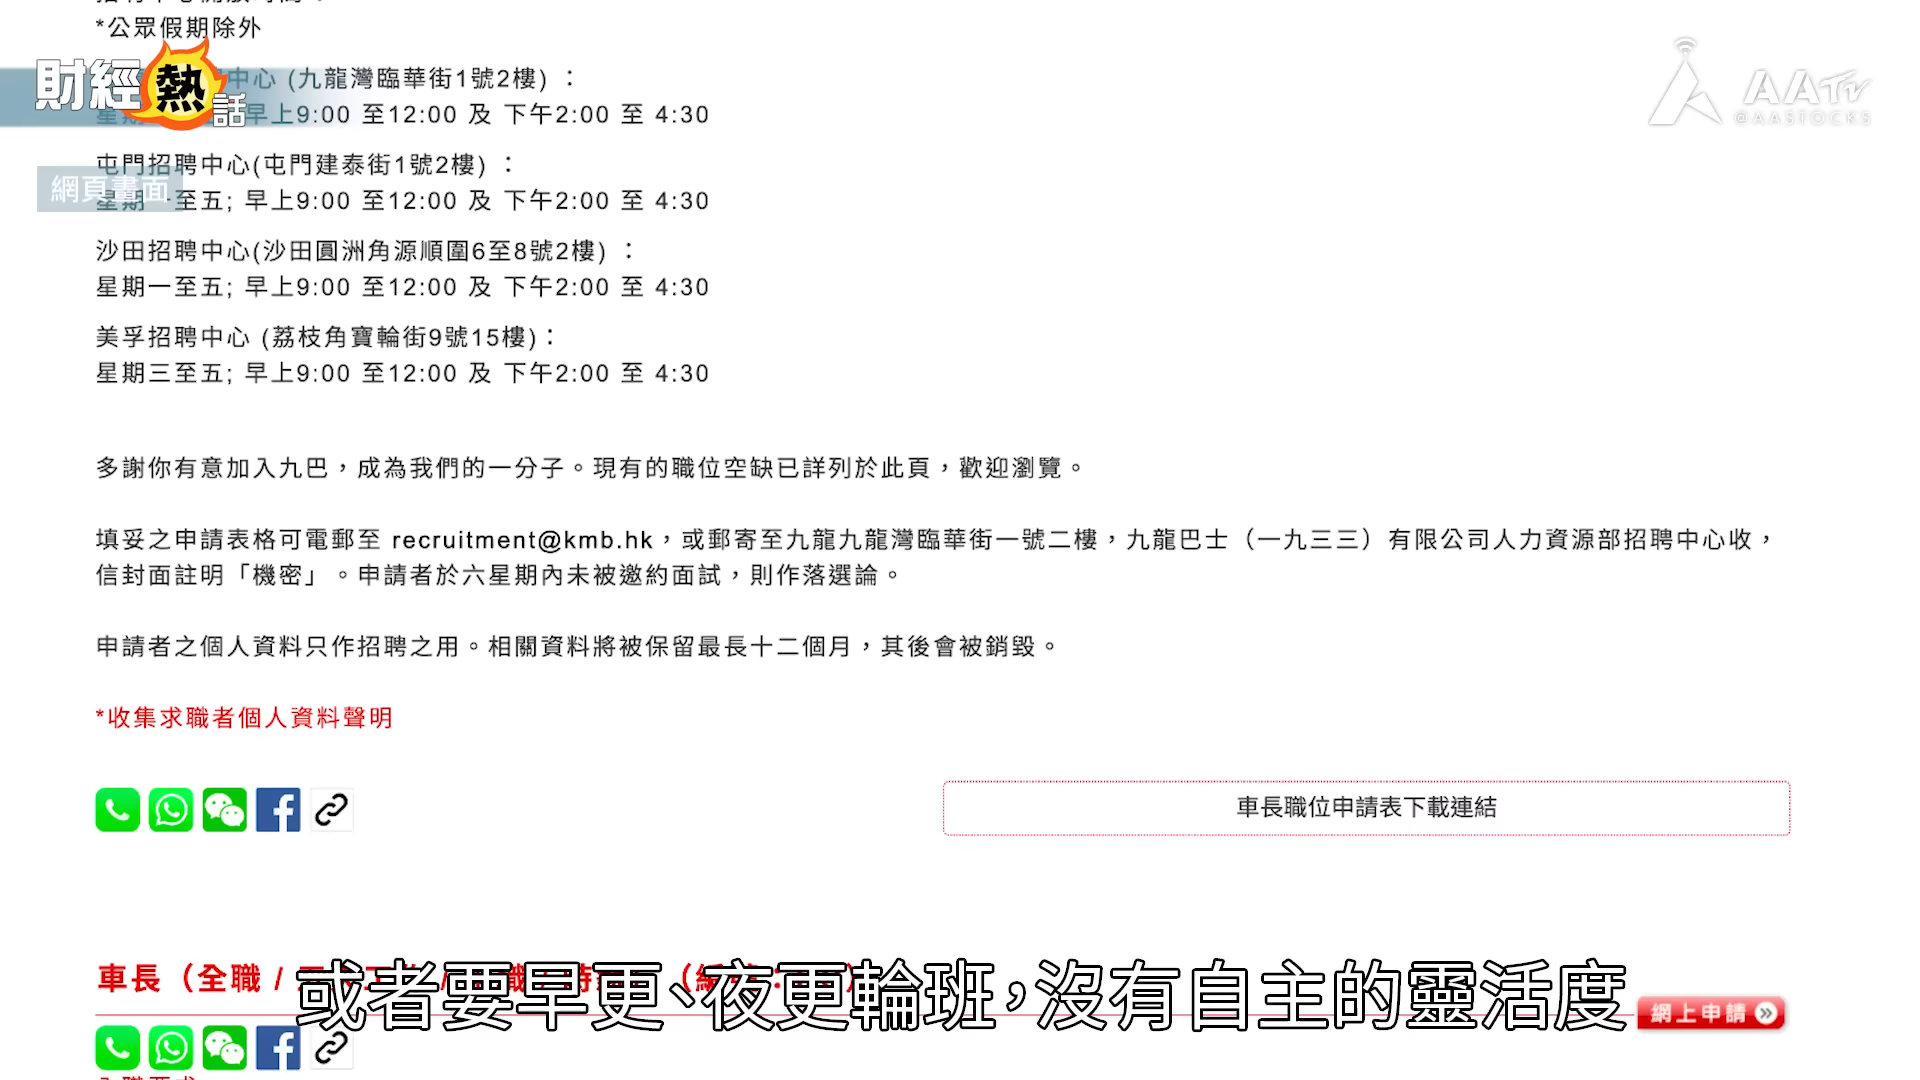 *公眾假期除外
財經熱話
中心 (九龍灣臨華街1號2樓) ：
早上9:00 至12:00 及 下午2:00 至 4:30
AATV
@AASTOCKS
屯門招聘中心(屯門建泰街1號2樓) ：
網頁畫面
星期一至五; 早上9:00 至12:00 及 下午2:00 至 4:30
沙田招聘中心(沙田圓洲角源順圍6至8號2樓) ：
星期一至五; 早上9:00 至12:00 及 下午2:00 至 4:30
美孚招聘中心 (荔枝角寶輪街9號15樓)：
星期三至五; 早上9:00 至12:00 及 下午2:00 至 4:30
多謝你有意加入九巴，成為我們的一分子。現有的職位空缺已詳列於此頁，歡迎瀏覽。
填妥之申請表格可電郵至 recruitment@kmb.hk，或郵寄至九龍九龍灣臨華街一號二樓，九龍巴士（一九三三）有限公司人力資源部招聘中心收，
信封面註明「機密」。申請者於六星期內未被邀約面試，則作落選論。
申請者之個人資料只作招聘之用。相關資料將被保留最長十二個月，其後會被銷毀。
*收集求職者個人資料聲明
車長職位申請表下載連結
車長（全職 /
或者要早更、夜更輪班，沒有自主的靈活度
網上申請